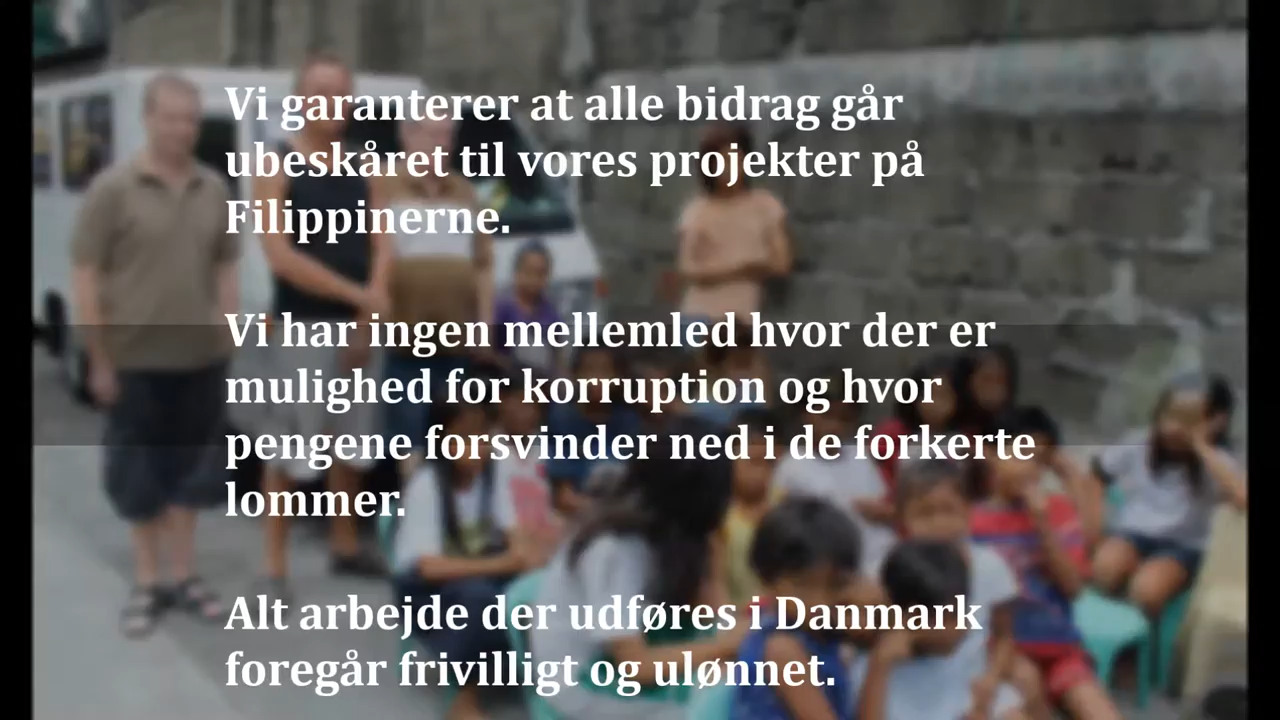 Vi garanterer at alle bidrag går
ubeskåret til vores projekter på
Filippinerne.
Vi har ingen mellemled hvor der er
mulighed for korruption og hvor
pengene forsvinder ned i de forkerte
lommer.
Alt arbejde der udføres i Danmark
foregår frivilligt og ulønnet.